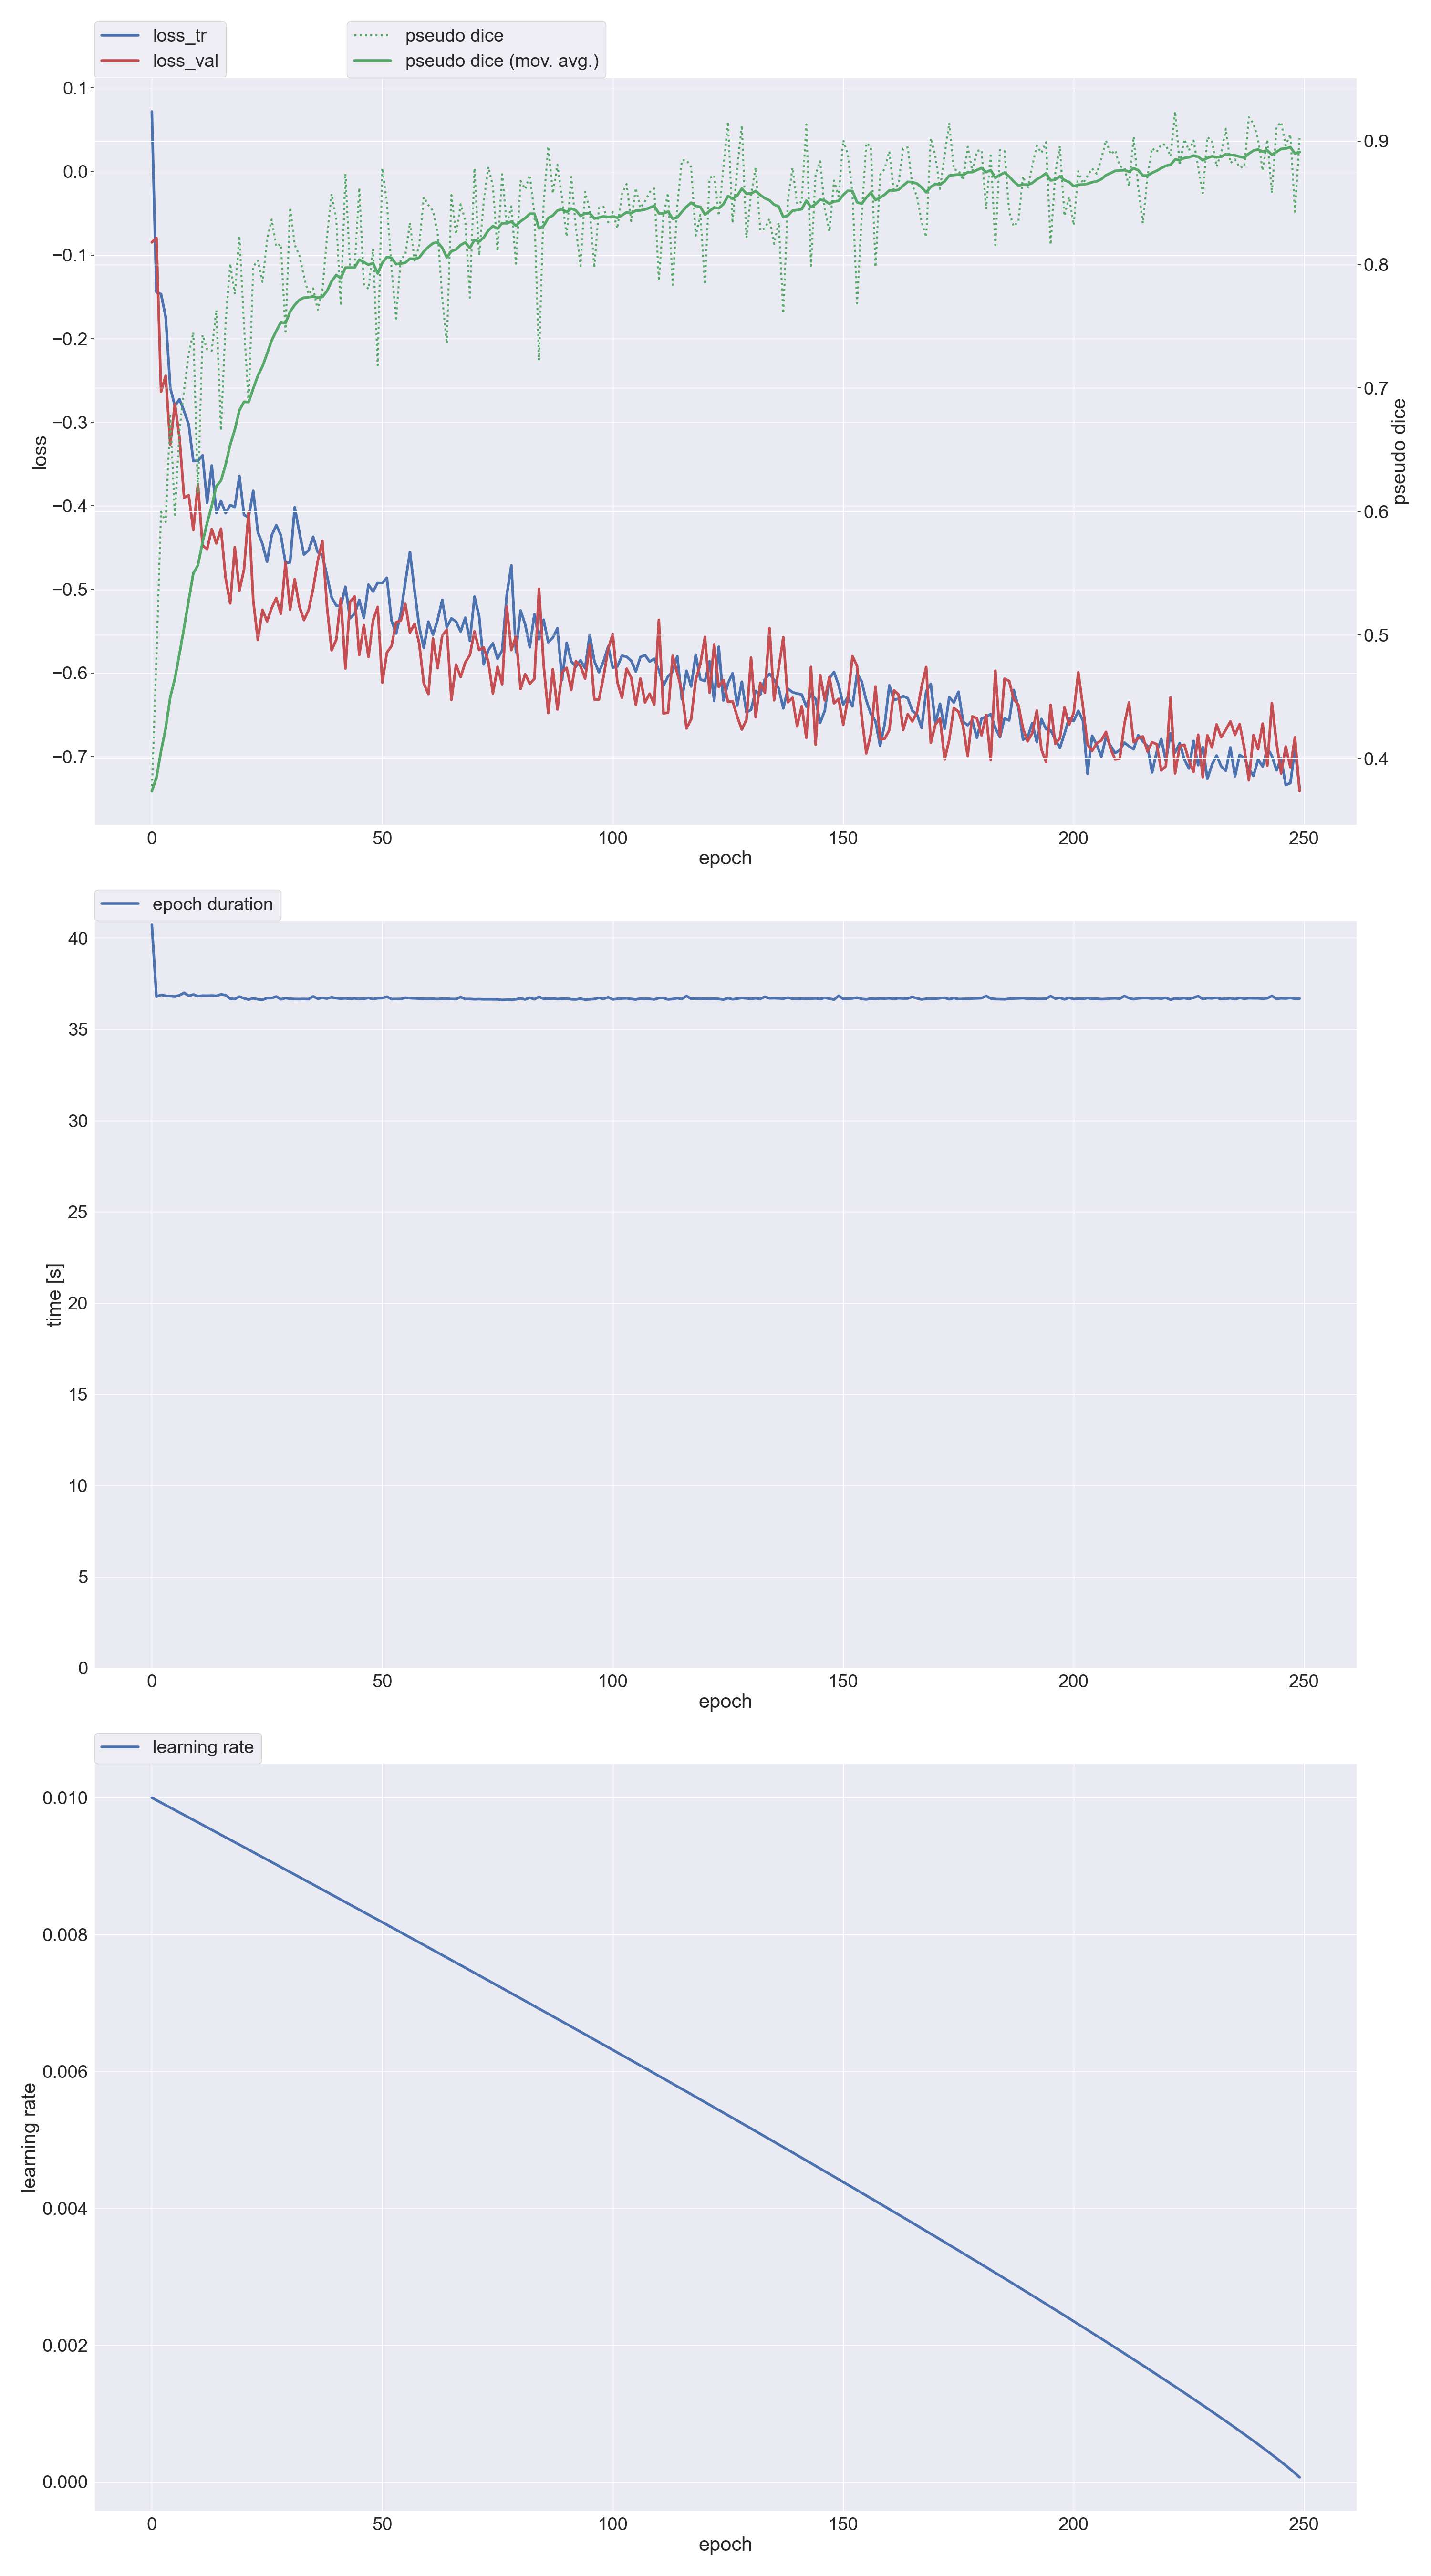 loss_tr
loss_val
pseudo dice
pseudo dice (mov. avg.)
0.1
0.0
−0.1
−0.2
−0.3
−0.4
−0.5
−0.6
−0.7
loss
0.9
0.8
0.7
0.6
0.5
0.4
pseudo dice
0 50 100 150 200 250
epoch
epoch duration
40
35
30
25
20
15
10
5
0
time [s]
0 50 100 150 200 250
epoch
learning rate
0.010
0.008
0.006
0.004
0.002
0.000
learning rate
0 50 100 150 200 250
epoch